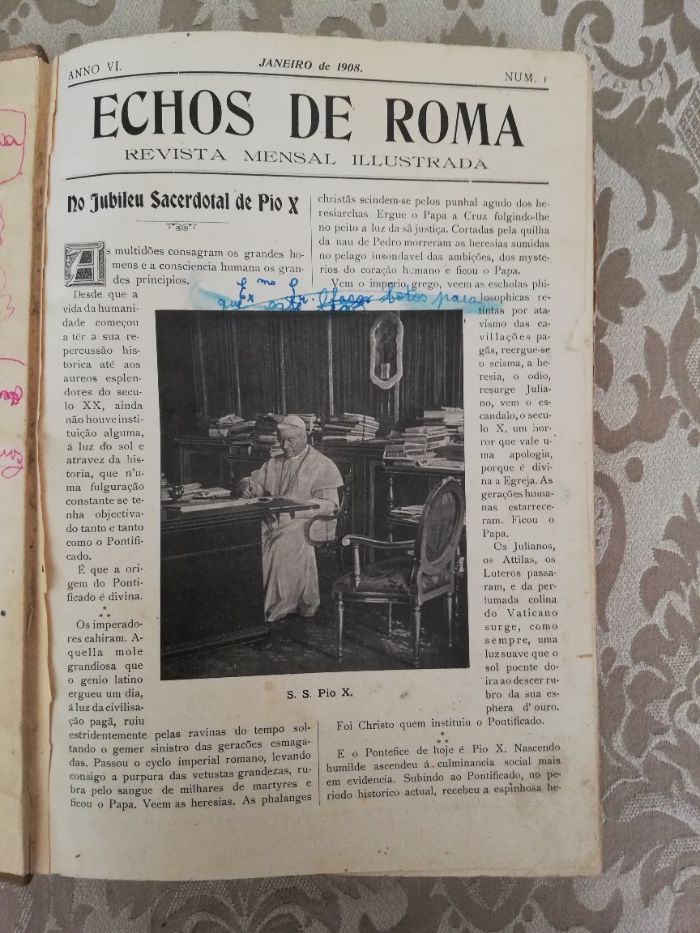 ANNO VI.
JANEIRO de 1908.
NUM. 1
ECHOS DE ROMA
REVISTA MENSAL ILLUSTRADA
No Jubileu Sacerdotal de Pio X
As multidões consagram os grandes ho-
mens e a consciencia humana os gran-
des principios.
Desde que a
vida da humani-
dade começou
a tèr a sua re-
percussão his-
torica até aos
aureos esplen-
dores do secu-
lo XX, ainda
não houve insti-
tuição alguma,
á luz do sol e
atravez da his-
toria, que n'u-
ma fulguração
constante se te-
nha objectiva-
do tanto e tanto
como o Pontifi-
cado.
É que a ori-
gem do Ponti-
ficado é divina.
* * *
Os imperado-
res cahiram. A-
quella mole
grandiosa que
o genio latino
ergueu um dia,
á luz da civilisa-
ção pagã, ruiu
estridentemente pelas ravinas do tempo sol-
tando o gemer sinistro das geracões esmaga-
das. Passou o cyclo imperial romano, levando
consigo a purpura das vetustas grandezas, ru-
bra pelo sangue de milhares de martyres e
ficou o Papa. Veem as heresias. As phalanges
christãs scindem-se pelos punhal agudo dos he-
resiarchas Ergue o Papa a Cruz fulgindo-lhe
no peito a luz da sã justiça. Cortadas pela quilha
da nau de Pedro morreram as heresias sumidas
no pelago insondavel das ambições, dos myste-
rios do coração humano e ficou o Papa.
Vem o imperio grego, veem as escholas phi-
losophicas re-
tintas por ata-
vismo das ca-
villações pa-
gãs, reergue-se
o scisma, a he-
resia, o odio,
resurge Julia-
no, vem o es-
candalo, o secu-
lo X, um hor-
ror que vale u-
ma apologia,
porque é divi-
na a Egreja. As
gerações huma-
nas estarrece-
ram. Ficou o
Papa.
Os Julianos,
os Attilas, os
Luteros passa-
ram, e da per-
fumada colina
do Vaticano
surge, como
sempre, uma
luz suave que o
sol poente do-
ira ao descer ru-
bro da sua es-
phera d'ouro.
Foi Christo quem instituiu o Pontificado.
* * *
E o Pontefice de hoje é Pio X. Nascendo
humilde ascendeu á culminancia social mais
em evidencia. Subindo ao Pontificado, no pe-
riodo historico actual, recebeu a espinhosa he-
Ex mo Sr.
que este
votos para
S. S. Pio X.